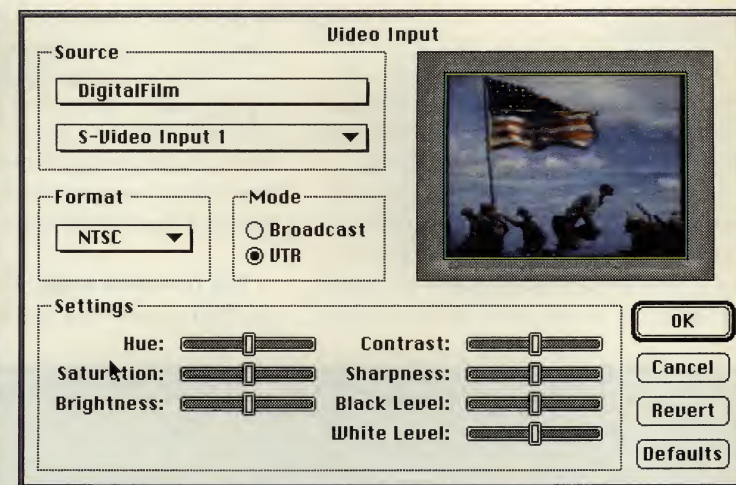 Video Input
Source
DigitalFilm
S-Video Input 1
Format
NTSC
Mode
Broadcast
VTR
Settings
Hue:
Saturation:
Brightness:
Contrast:
Sharpness:
Black Level:
White Level:
OK
Cancel
Revert
Defaults